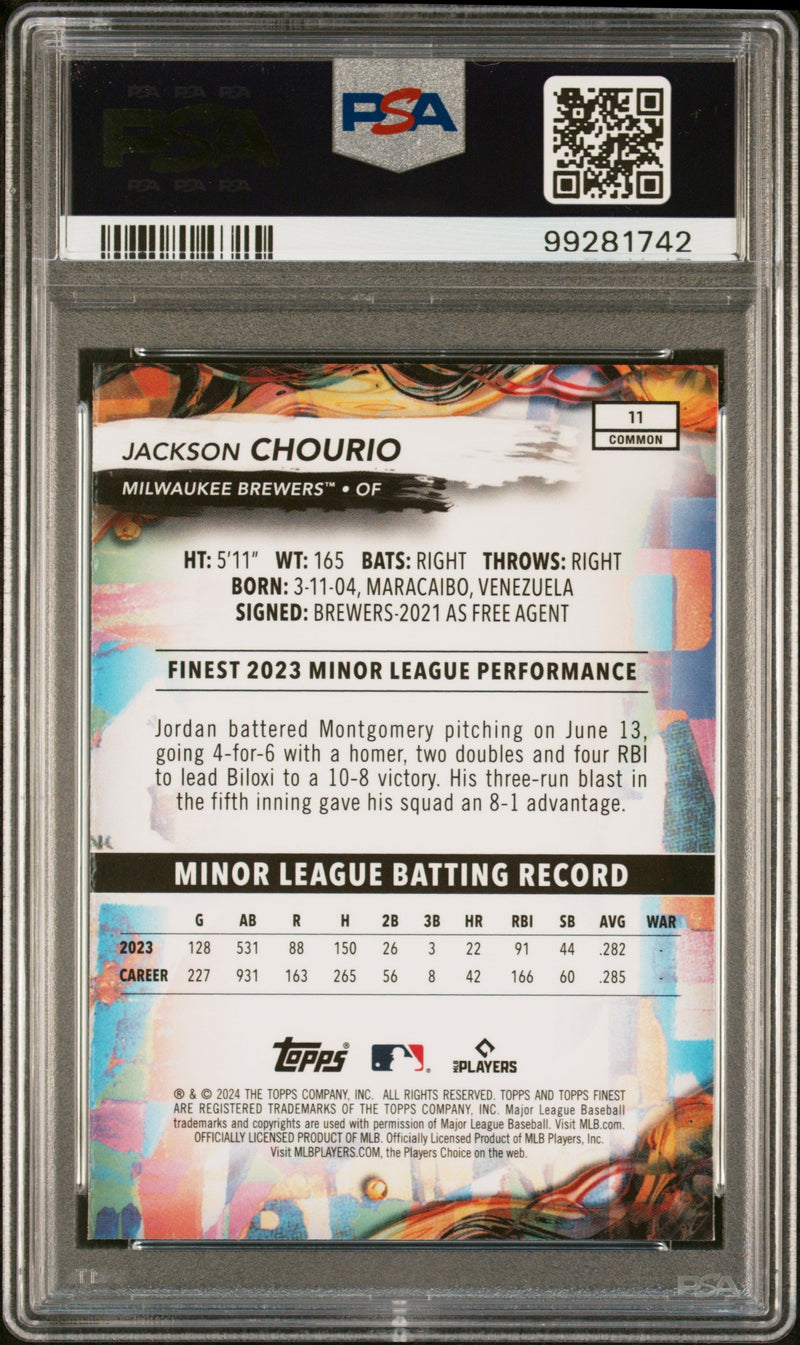 PSA PSA PSA
PSA
PSA PSA PSA
PSA
99281742
11
COMMON
JACKSON CHOURIO
MILWAUKEE BREWERS™ • OF
HT: 5'11" WT: 165 BATS: RIGHT THROWS: RIGHT
BORN: 3-11-04, MARACAIBO, VENEZUELA
SIGNED: BREWERS-2021 AS FREE AGENT
FINEST 2023 MINOR LEAGUE PERFORMANCE
Jordan battered Montgomery pitching on June 13,
going 4-for-6 with a homer, two doubles and four RBI
to lead Biloxi to a 10-8 victory. His three-run blast in
the fifth inning gave his squad an 8-1 advantage.
MINOR LEAGUE BATTING RECORD
G AB R H 2B 3B HR RBI SB AVG WAR
2023 128 531 88 150 26 3 22 91 44 .282 -
CAREER 227 931 163 265 56 8 42 166 60 .285 -
Topps® ® MLB PLAYERS
® & © 2024 THE TOPPS COMPANY, INC. ALL RIGHTS RESERVED. TOPPS AND TOPPS FINEST
ARE REGISTERED TRADEMARKS OF THE TOPPS COMPANY, INC. Major League Baseball
trademarks and copyrights are used with permission of Major League Baseball. Visit MLB.com.
OFFICIALLY LICENSED PRODUCT OF MLB. Officially Licensed Product of MLB Players, Inc.
Visit MLBPLAYERS.COM, the Players Choice on the web.
PSA